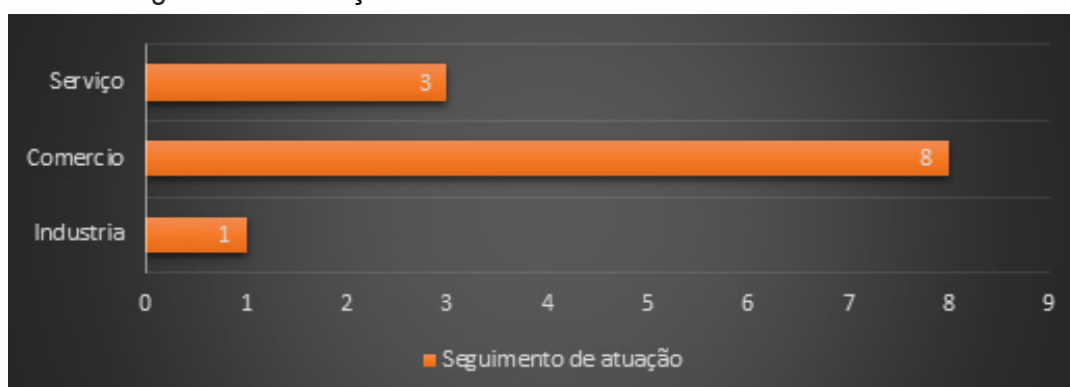 Serviço
3
Comercio
8
Industria
1
0 1 2 3 4 5 6 7 8 9
Seguimento de atuação